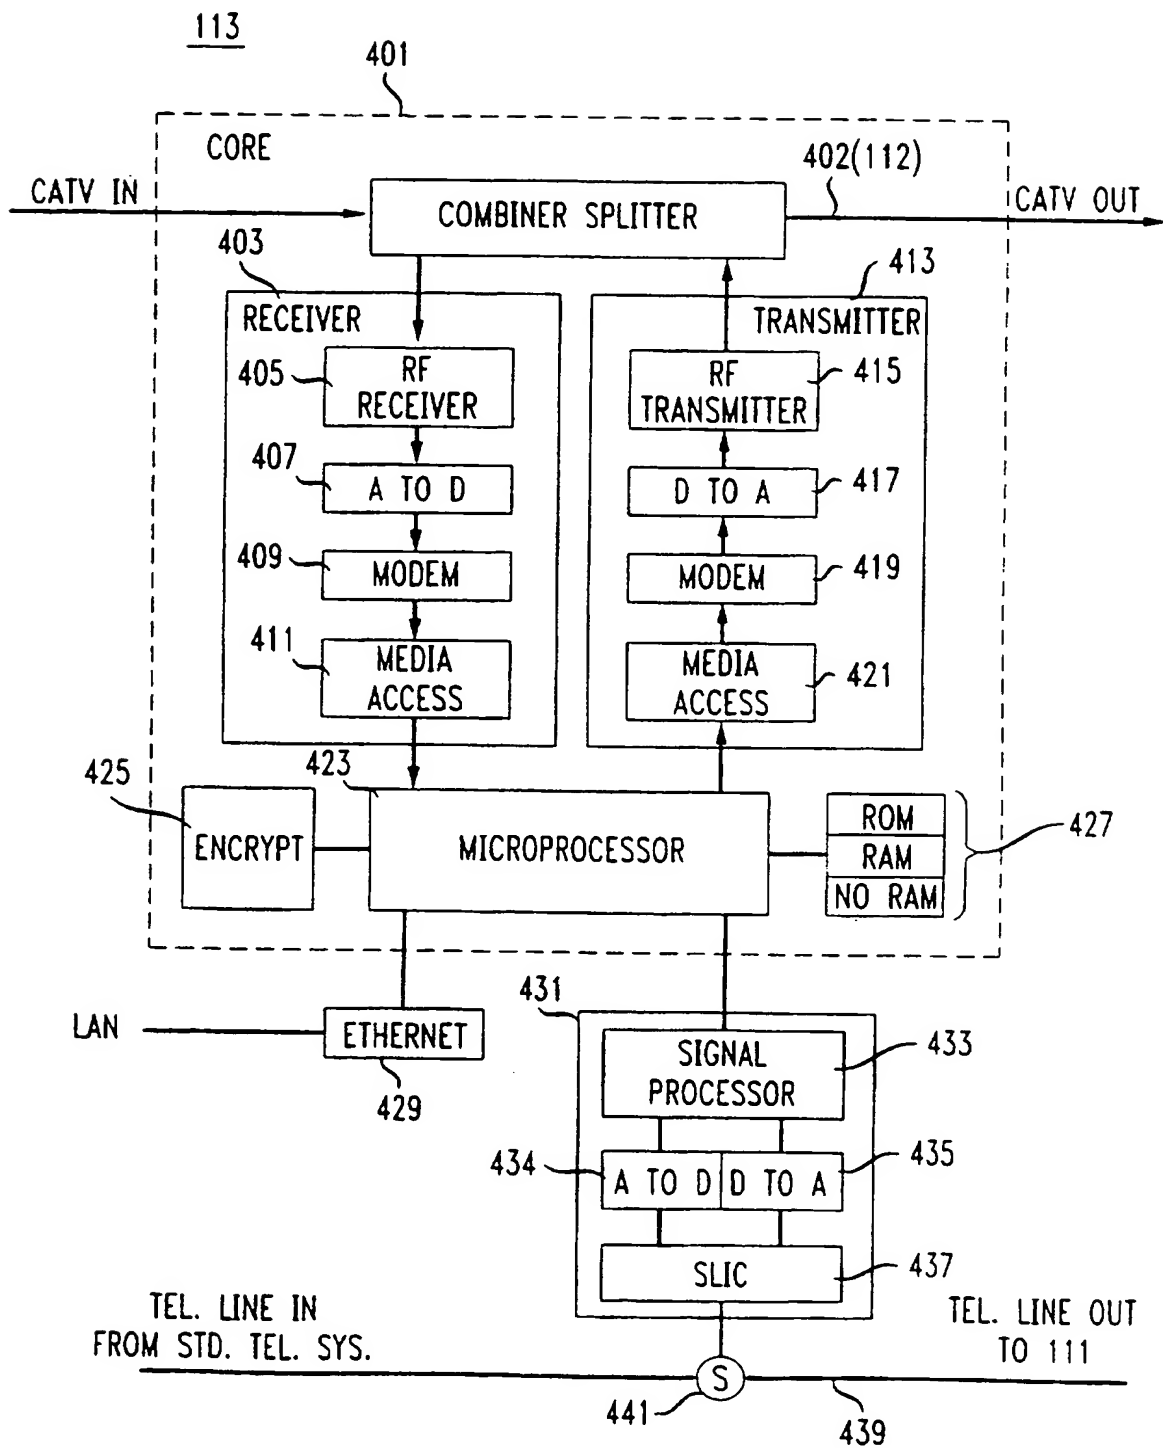 113
401
CORE
402(112)
CATV IN
COMBINER SPLITTER
CATV OUT
403
413
RECEIVER
TRANSMITTER
405
RF
RECEIVER
RF
TRANSMITTER
415
407
A TO D
D TO A
417
409
MODEM
MODEM
419
411
MEDIA
ACCESS
MEDIA
ACCESS
421
425
423
ENCRYPT
MICROPROCESSOR
ROM
RAM
NO RAM
427
431
LAN
ETHERNET
429
SIGNAL
PROCESSOR
433
434
A TO D
D TO A
435
SLIC
437
TEL. LINE IN
FROM STD. TEL. SYS.
TEL. LINE OUT
TO 111
S
441
439